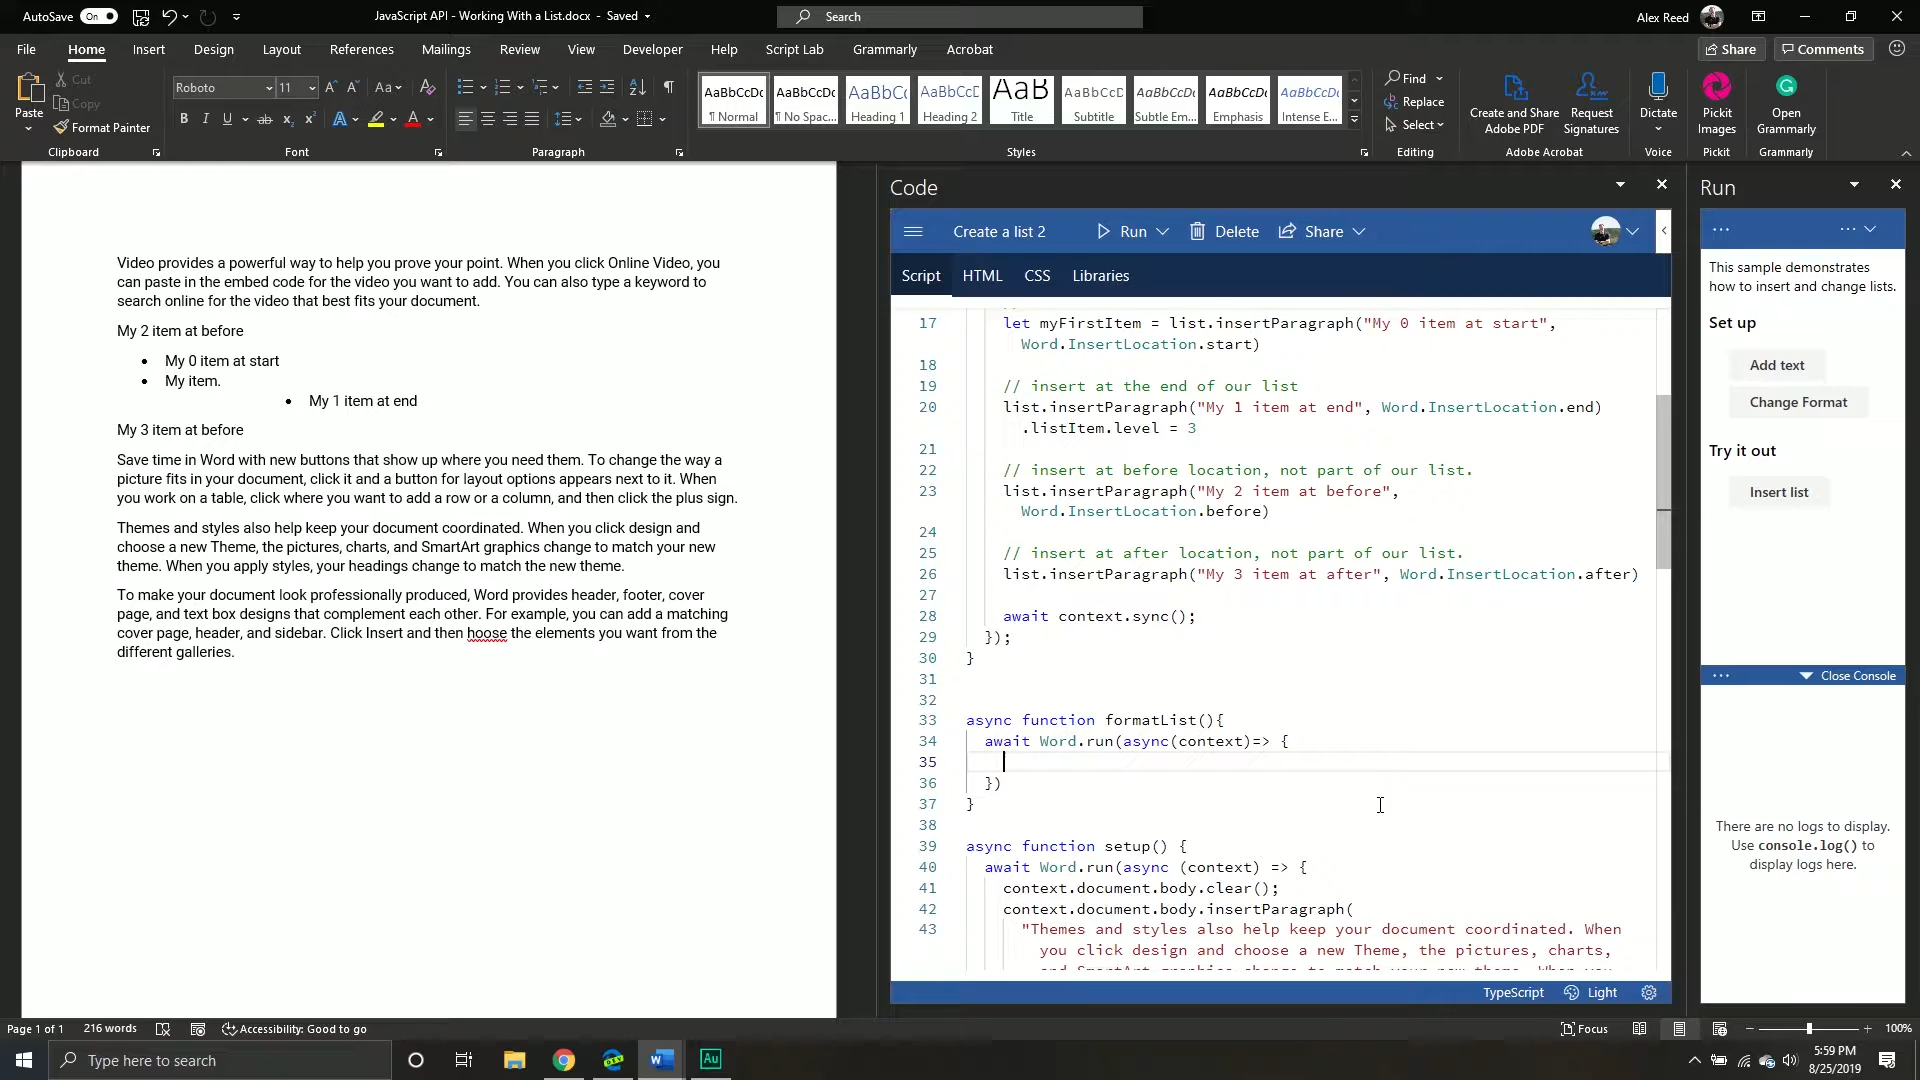 AutoSave On JavaScript API - Working With a List.docx - Saved Search Alex Reed
File Home Insert Design Layout References Mailings Review View Developer Help Script Lab Grammarly Acrobat Share Comments
Paste Cut Copy Format Painter
Clipboard
Roboto 11
Font
Paragraph
AaBbCcDc AaBbCcDc AaBbCc AaBbCcD AaB AaBbCcD AaBbCcDc AaBbCcDc AaBbCcDc
¶ Normal ¶ No Spac... Heading 1 Heading 2 Title Subtitle Subtle Em... Emphasis Intense E...
Styles
Find
Replace
Select
Editing
Create and Share Adobe PDF
Request Signatures
Adobe Acrobat
Dictate
Voice
Pickit Images
Pickit
Open Grammarly
Grammarly
Video provides a powerful way to help you prove your point. When you click Online Video, you
can paste in the embed code for the video you want to add. You can also type a keyword to
search online for the video that best fits your document.
My 2 item at before
• My 0 item at start
• My item.
• My 1 item at end
My 3 item at before
Save time in Word with new buttons that show up where you need them. To change the way a
picture fits in your document, click it and a button for layout options appears next to it. When
you work on a table, click where you want to add a row or a column, and then click the plus sign.
Themes and styles also help keep your document coordinated. When you click design and
choose a new Theme, the pictures, charts, and SmartArt graphics change to match your new
theme. When you apply styles, your headings change to match the new theme.
To make your document look professionally produced, Word provides header, footer, cover
page, and text box designs that complement each other. For example, you can add a matching
cover page, header, and sidebar. Click Insert and then hoose the elements you want from the
different galleries.
Code
Create a list 2 Run Delete Share
Script HTML CSS Libraries
17 let myFirstItem = list.insertParagraph("My 0 item at start",
Word.InsertLocation.start)
18
19 // insert at the end of our list
20 list.insertParagraph("My 1 item at end", Word.InsertLocation.end)
.listItem.level = 3
21
22 // insert at before location, not part of our list.
23 list.insertParagraph("My 2 item at before",
Word.InsertLocation.before)
24
25 // insert at after location, not part of our list.
26 list.insertParagraph("My 3 item at after", Word.InsertLocation.after)
27
28 await context.sync();
29 });
30 }
31
32
33 async function formatList(){
34 await Word.run(async(context)=> {
35
36 })
37 }
38
39 async function setup() {
40 await Word.run(async (context) => {
41 context.document.body.clear();
42 context.document.body.insertParagraph(
43 "Themes and styles also help keep your document coordinated. When
you click design and choose a new Theme, the pictures, charts,
TypeScript Light
Run
This sample demonstrates
how to insert and change lists.
Set up
Add text
Change Format
Try it out
Insert list
Close Console
There are no logs to display.
Use console.log() to
display logs here.
Page 1 of 1 216 words Accessibility: Good to go Focus 100%
Type here to search Au
5:59 PM
8/25/2019